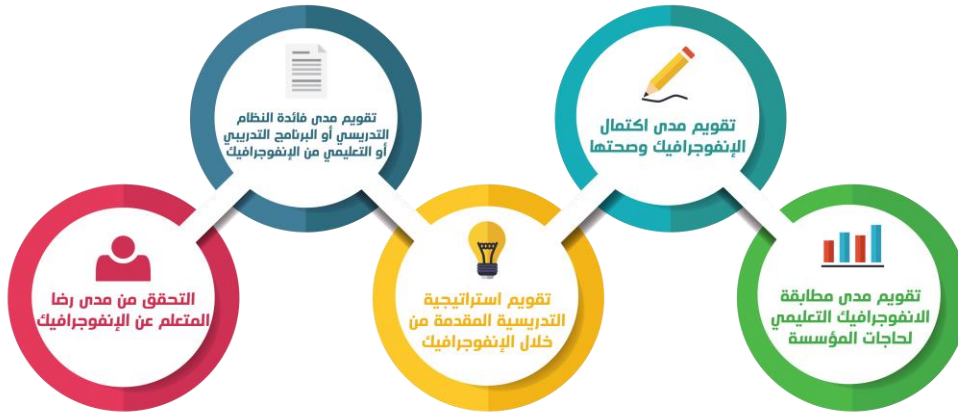 تقويم مدى مطابقة
الانفوجرافيك التعليمي
لحاجات المؤسسة
تقويم مدى اكتمال
الإنفوجرافيك وصحتها
تقويم استراتيجية
التدريسية المقدمة من
خلال الإنفوجرافيك
تقويم مدى فائدة النظام
التدريسي أو البرنامج التدريبي
أو التعليمي من الإنفوجرافيك
التحقق من مدى رضا
المتعلم عن الإنفوجرافيك